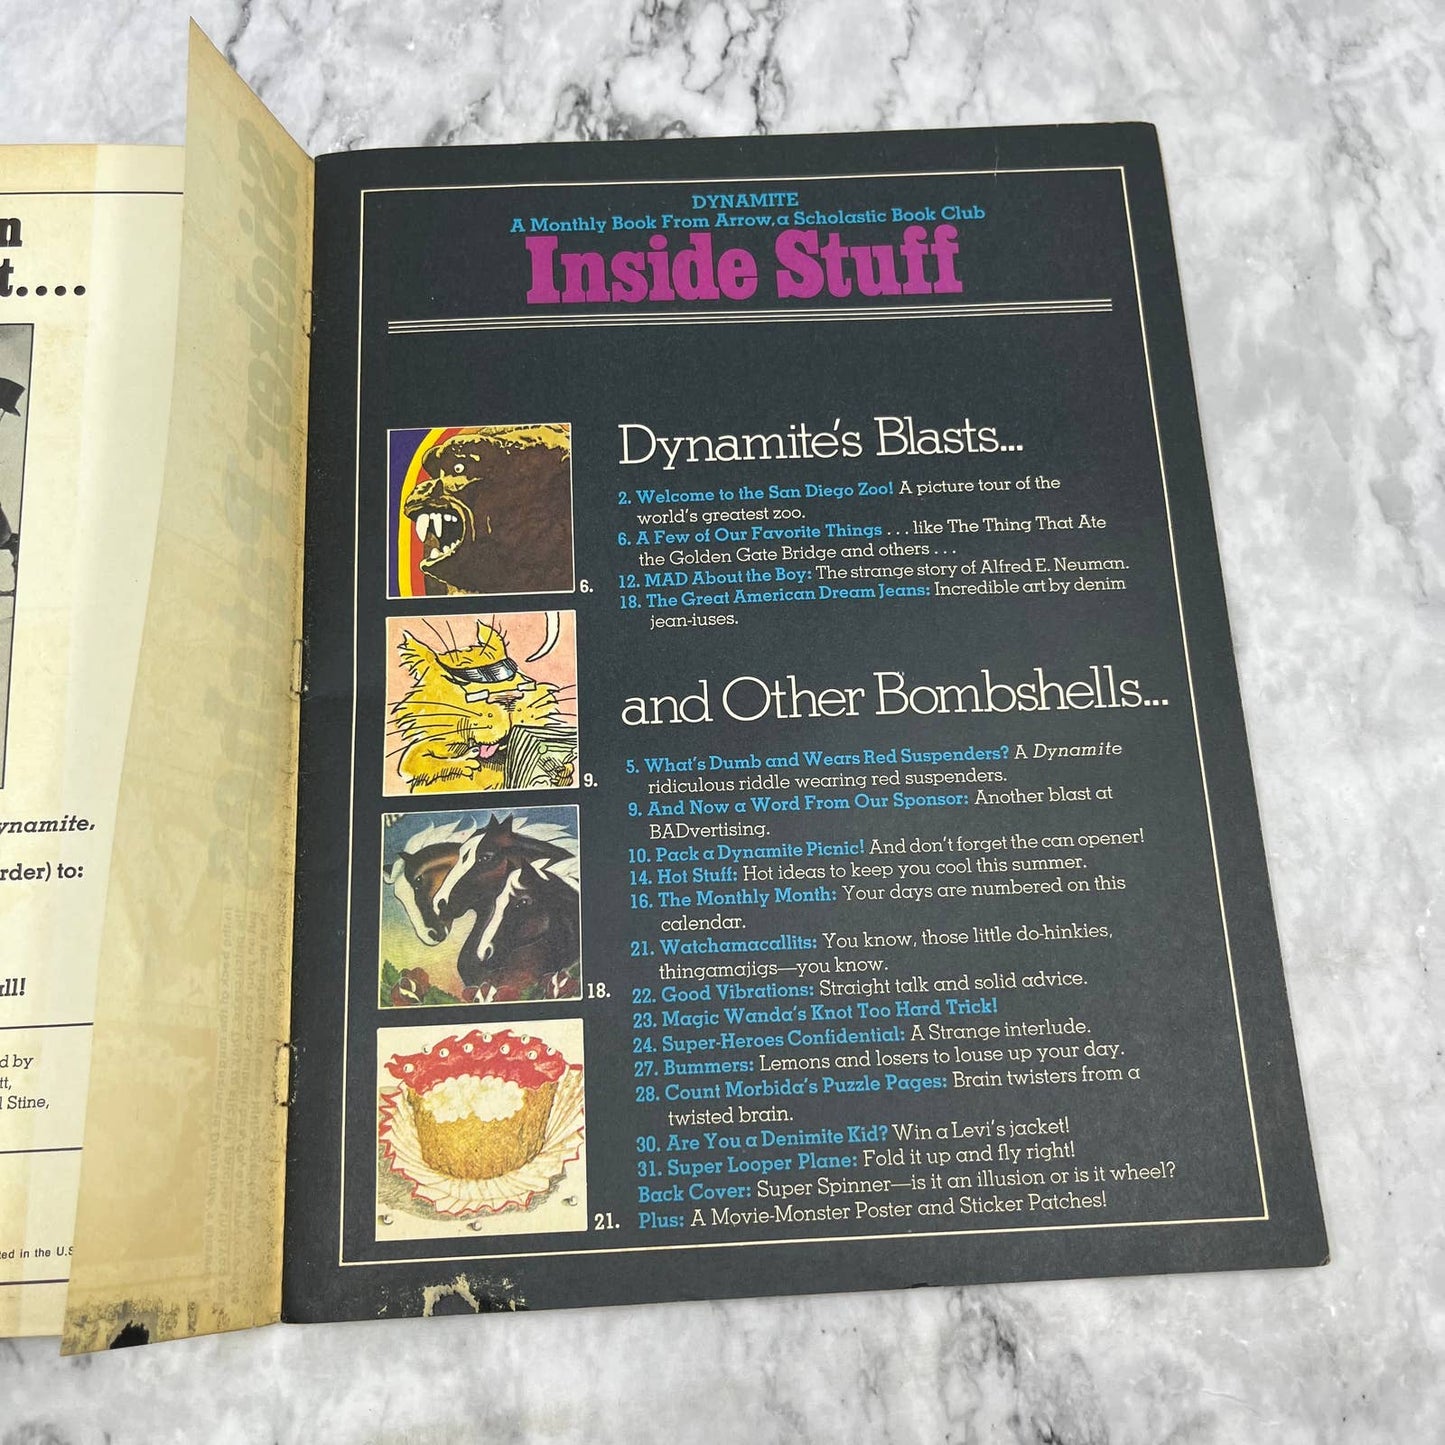 n
t....
ynamite.
rder) to:
all!
d by
tt,
l Stine,
ted in the U.S
DYNAMITE
A Monthly Book From Arrow, a Scholastic Book Club
Inside Stuff
Dynamite's Blasts...
2. Welcome to the San Diego Zoo! A picture tour of the
world's greatest zoo.
6. A Few of Our Favorite Things . . . like The Thing That Ate
the Golden Gate Bridge and others . . .
12. MAD About the Boy: The strange story of Alfred E. Neuman.
18. The Great American Dream Jeans: Incredible art by denim
jean-iuses.
6.
9.
18.
21.
and Other Bombshells...
5. What's Dumb and Wears Red Suspenders? A Dynamite
ridiculous riddle wearing red suspenders.
9. And Now a Word From Our Sponsor: Another blast at
BADvertising.
10. Pack a Dynamite Picnic! And don't forget the can opener!
14. Hot Stuff: Hot ideas to keep you cool this summer.
16. The Monthly Month: Your days are numbered on this
calendar.
21. Watchamacallits: You know, those little do-hinkies,
thingamajigs—you know.
22. Good Vibrations: Straight talk and solid advice.
23. Magic Wanda's Knot Too Hard Trick!
24. Super-Heroes Confidential: A Strange interlude.
27. Bummers: Lemons and losers to louse up your day.
28. Count Morbida's Puzzle Pages: Brain twisters from a
twisted brain.
30. Are You a Denimite Kid? Win a Levi's jacket!
31. Super Looper Plane: Fold it up and fly right!
Back Cover: Super Spinner—is it an illusion or is it wheel?
Plus: A Movie-Monster Poster and Sticker Patches!